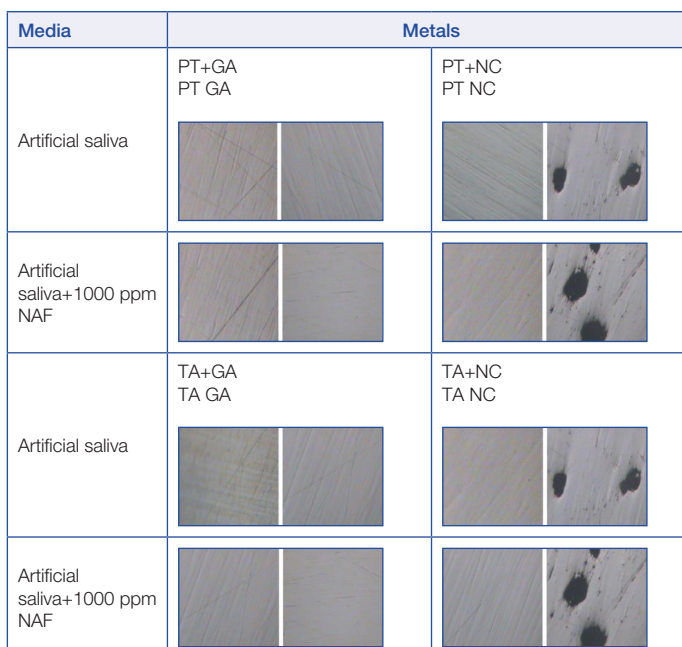 Media
Metals
Artificial saliva
PT+GA
PT GA
PT+NC
PT NC
Artificial
saliva+1000 ppm
NAF
Artificial saliva
TA+GA
TA GA
TA+NC
TA NC
Artificial
saliva+1000 ppm
NAF